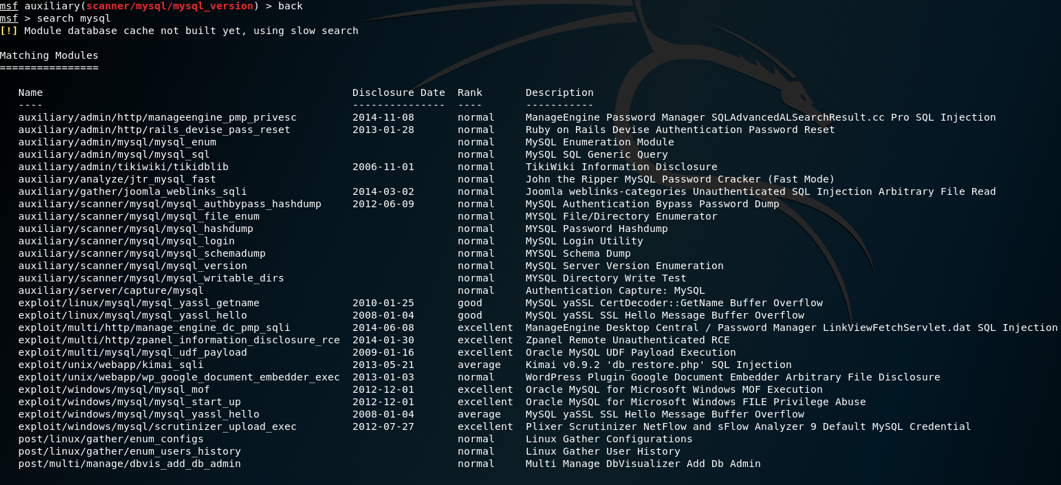 msf auxiliary(scanner/mysql/mysql_version) > back
msf > search mysql
[!] Module database cache not built yet, using slow search
Matching Modules
================
Name Disclosure Date Rank Description
---- --------------- ---- -----------
auxiliary/admin/http/manageengine_pmp_privesc 2014-11-08 normal ManageEngine Password Manager SQLAdvancedALSearchResult.cc Pro SQL Injection
auxiliary/admin/http/rails_devise_pass_reset 2013-01-28 normal Ruby on Rails Devise Authentication Password Reset
auxiliary/admin/mysql/mysql_enum normal MySQL Enumeration Module
auxiliary/admin/mysql/mysql_sql normal MySQL SQL Generic Query
auxiliary/admin/tikiwiki/tikidblib 2006-11-01 normal TikiWiki Information Disclosure
auxiliary/analyze/jtr_mysql_fast normal John the Ripper MySQL Password Cracker (Fast Mode)
auxiliary/gather/joomla_weblinks_sqli 2014-03-02 normal Joomla weblinks-categories Unauthenticated SQL Injection Arbitrary File Read
auxiliary/scanner/mysql/mysql_authbypass_hashdump 2012-06-09 normal MySQL Authentication Bypass Password Dump
auxiliary/scanner/mysql/mysql_file_enum normal MYSQL File/Directory Enumerator
auxiliary/scanner/mysql/mysql_hashdump normal MYSQL Password Hashdump
auxiliary/scanner/mysql/mysql_login normal MySQL Login Utility
auxiliary/scanner/mysql/mysql_schemadump normal MYSQL Schema Dump
auxiliary/scanner/mysql/mysql_version normal MySQL Server Version Enumeration
auxiliary/scanner/mysql/mysql_writable_dirs normal MYSQL Directory Write Test
auxiliary/server/capture/mysql normal Authentication Capture: MySQL
exploit/linux/mysql/mysql_yassl_getname 2010-01-25 good MySQL yaSSL CertDecoder::GetName Buffer Overflow
exploit/linux/mysql/mysql_yassl_hello 2008-01-04 good MySQL yaSSL SSL Hello Message Buffer Overflow
exploit/multi/http/manage_engine_dc_pmp_sqli 2014-06-08 excellent ManageEngine Desktop Central / Password Manager LinkViewFetchServlet.dat SQL Injection
exploit/multi/http/zpanel_information_disclosure_rce 2014-01-30 excellent Zpanel Remote Unauthenticated RCE
exploit/multi/mysql/mysql_udf_payload 2009-01-16 excellent Oracle MySQL UDF Payload Execution
exploit/unix/webapp/kimai_sqli 2013-05-21 average Kimai v0.9.2 'db_restore.php' SQL Injection
exploit/unix/webapp/wp_google_document_embedder_exec 2013-01-03 normal WordPress Plugin Google Document Embedder Arbitrary File Disclosure
exploit/windows/mysql/mysql_mof 2012-12-01 excellent Oracle MySQL for Microsoft Windows MOF Execution
exploit/windows/mysql/mysql_start_up 2012-12-01 excellent Oracle MySQL for Microsoft Windows FILE Privilege Abuse
exploit/windows/mysql/mysql_yassl_hello 2008-01-04 average MySQL yaSSL SSL Hello Message Buffer Overflow
exploit/windows/mysql/scrutinizer_upload_exec 2012-07-27 excellent Plixer Scrutinizer NetFlow and sFlow Analyzer 9 Default MySQL Credential
post/linux/gather/enum_configs normal Linux Gather Configurations
post/linux/gather/enum_users_history normal Linux Gather User History
post/multi/manage/dbvis_add_db_admin normal Multi Manage DbVisualizer Add Db Admin